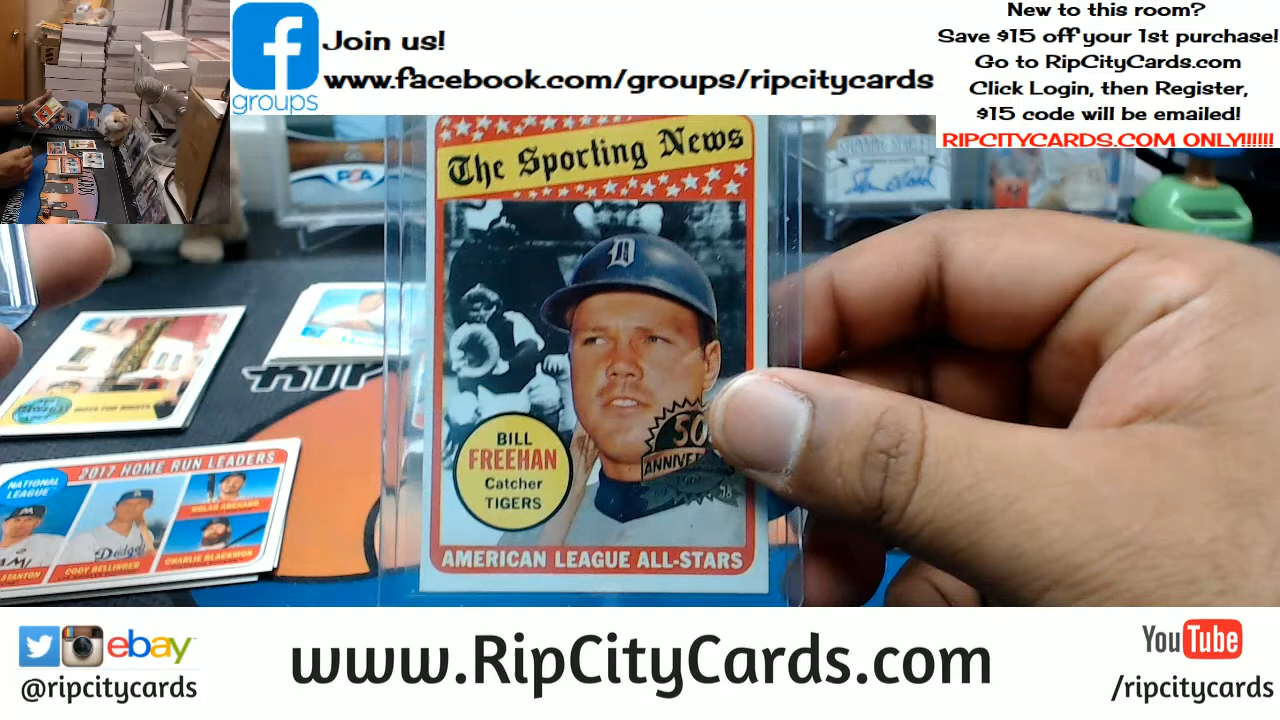 Join us!
www.facebook.com/groups/ripcitycards
groups
New to this room?
Save $15 off your 1st purchase!
Go to RipCityCards.com
Click Login, then Register,
$15 code will be emailed!
RIPCITYCARDS.COM ONLY!!!!!!
PSA
The Sporting News
D
BILL
FREEHAN
Catcher
TIGERS
50
AMERICAN LEAGUE ALL-STARS
2017 HOME RUN LEADERS
NATIONAL
LEAGUE
NOLAN ARENADO
CHARLIE BLACKMON
Dodgers
STANTON
CODY BELLINGER
ebay
@ripcitycards
www.RipCityCards.com
YouTube
/ripcitycards